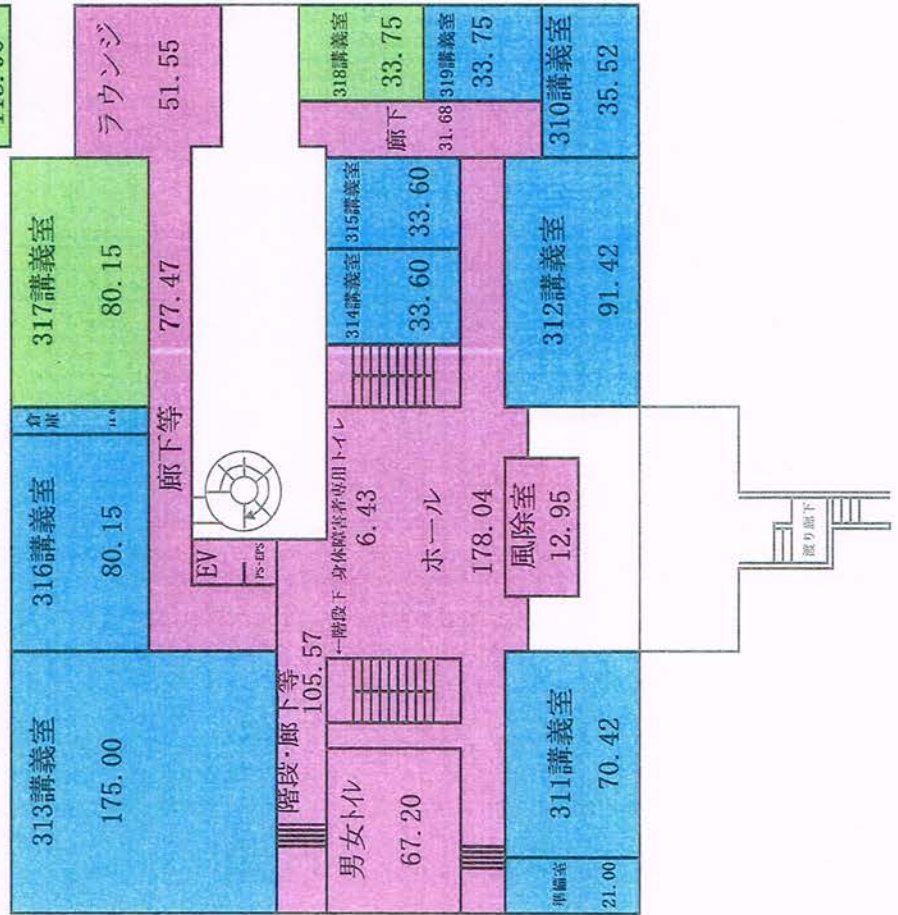 313講義室
175.00
316講義室
80.15
倉庫
317講義室
80.15
ラウンジ
51.55
廊下等 77.47
EV
PS・EPS
階段・廊下等
105.57
←階段下 身体障害者専用トイレ
6.43
男女トイレ
67.20
ホール
178.04
風除室
12.95
314講義室
33.60
315講義室
33.60
318講義室
33.75
319講義室
33.75
廊下
31.68
310講義室
35.52
312講義室
91.42
311講義室
70.42
準備室
21.00
渡り廊下